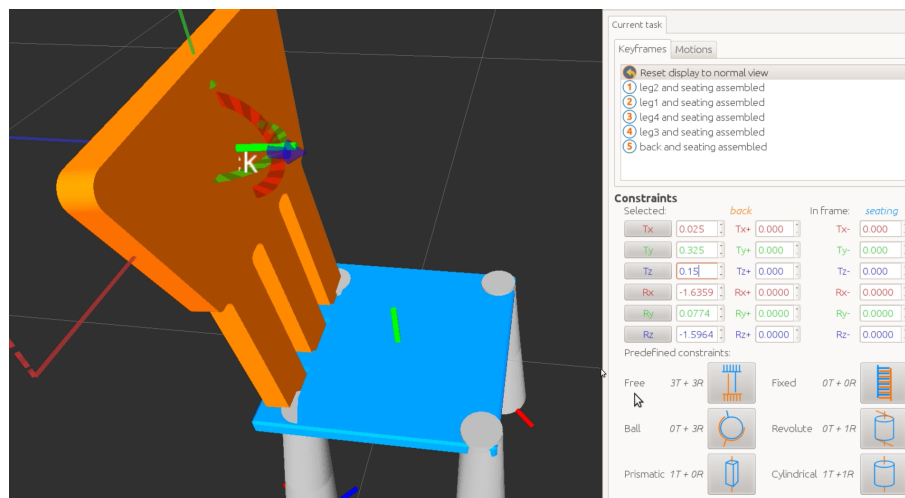 Current task
Keyframes Motions
Reset display to normal view
1 leg2 and seating assembled
2 leg1 and seating assembled
3 leg4 and seating assembled
4 leg3 and seating assembled
5 back and seating assembled
:k
Constraints
Selected: back In frame: seating
Tx 0.025 Tx+ 0.000 Tx- 0.000
Ty 0.325 Ty+ 0.000 Ty- 0.000
Tz 0.15 Tz+ 0.000 Tz- 0.000
Rx -1.6359 Rx+ 0.0000 Rx- 0.0000
Ry 0.0774 Ry+ 0.0000 Ry- 0.0000
Rz -1.5964 Rz+ 0.0000 Rz- 0.0000
Predefined constraints:
Free 3T + 3R Fixed 0T + 0R
Ball 0T + 3R Revolute 0T + 1R
Prismatic 1T + 0R Cylindrical 1T +1R